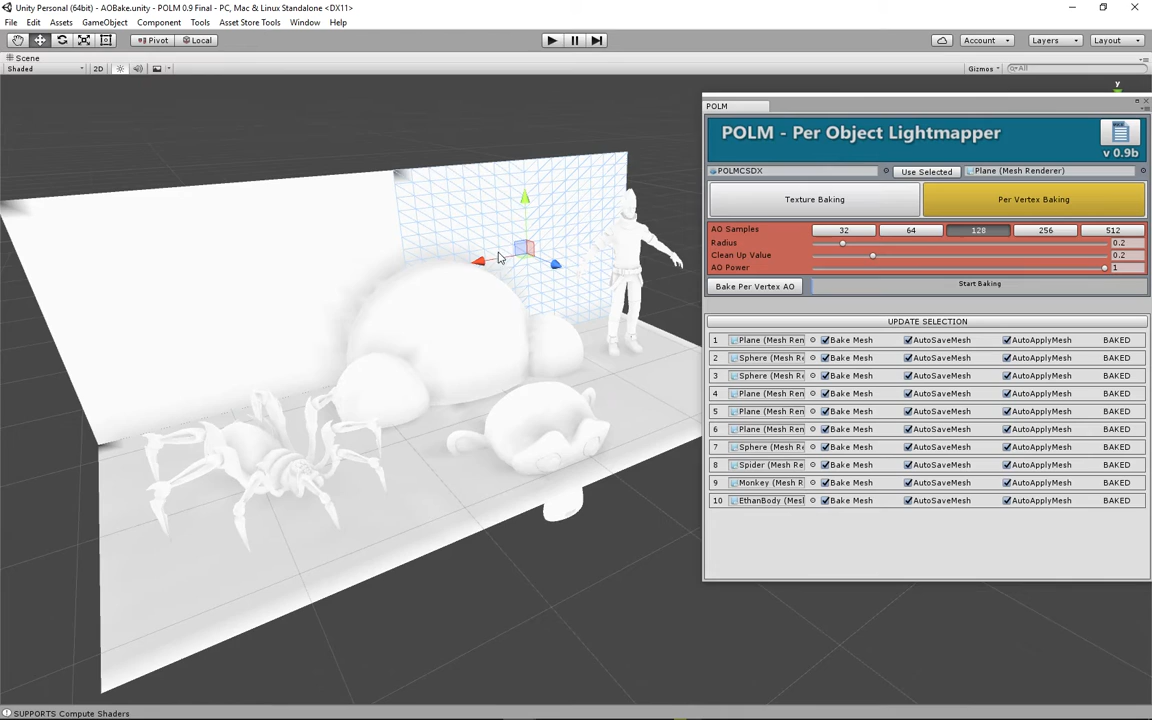 Unity Personal (64bit) - AOBake.unity - POLM 0.9 Final - PC, Mac & Linux Standalone <DX11>
File Edit Assets GameObject Component Tools Asset Store Tools Window Help
Pivot Local Account Layers Layout
Scene
Shaded 2D Gizmos All
y
POLM
POLM - Per Object Lightmapper
v 0.9b
POLMCSDX Use Selected Plane (Mesh Renderer)
Texture Baking Per Vertex Baking
AO Samples 32 64 128 256 512
Radius 0.2
Clean Up Value 0.2
AO Power 1
Bake Per Vertex AO Start Baking
UPDATE SELECTION
1 Plane (Mesh Ren Bake Mesh AutoSaveMesh AutoApplyMesh BAKED
2 Sphere (Mesh Re Bake Mesh AutoSaveMesh AutoApplyMesh BAKED
3 Sphere (Mesh Re Bake Mesh AutoSaveMesh AutoApplyMesh BAKED
4 Plane (Mesh Ren Bake Mesh AutoSaveMesh AutoApplyMesh BAKED
5 Plane (Mesh Ren Bake Mesh AutoSaveMesh AutoApplyMesh BAKED
6 Plane (Mesh Ren Bake Mesh AutoSaveMesh AutoApplyMesh BAKED
7 Sphere (Mesh Re Bake Mesh AutoSaveMesh AutoApplyMesh BAKED
8 Spider (Mesh Re Bake Mesh AutoSaveMesh AutoApplyMesh BAKED
9 Monkey (Mesh R Bake Mesh AutoSaveMesh AutoApplyMesh BAKED
10 EthanBody (Mesl Bake Mesh AutoSaveMesh AutoApplyMesh BAKED
SUPPORTS Compute Shaders